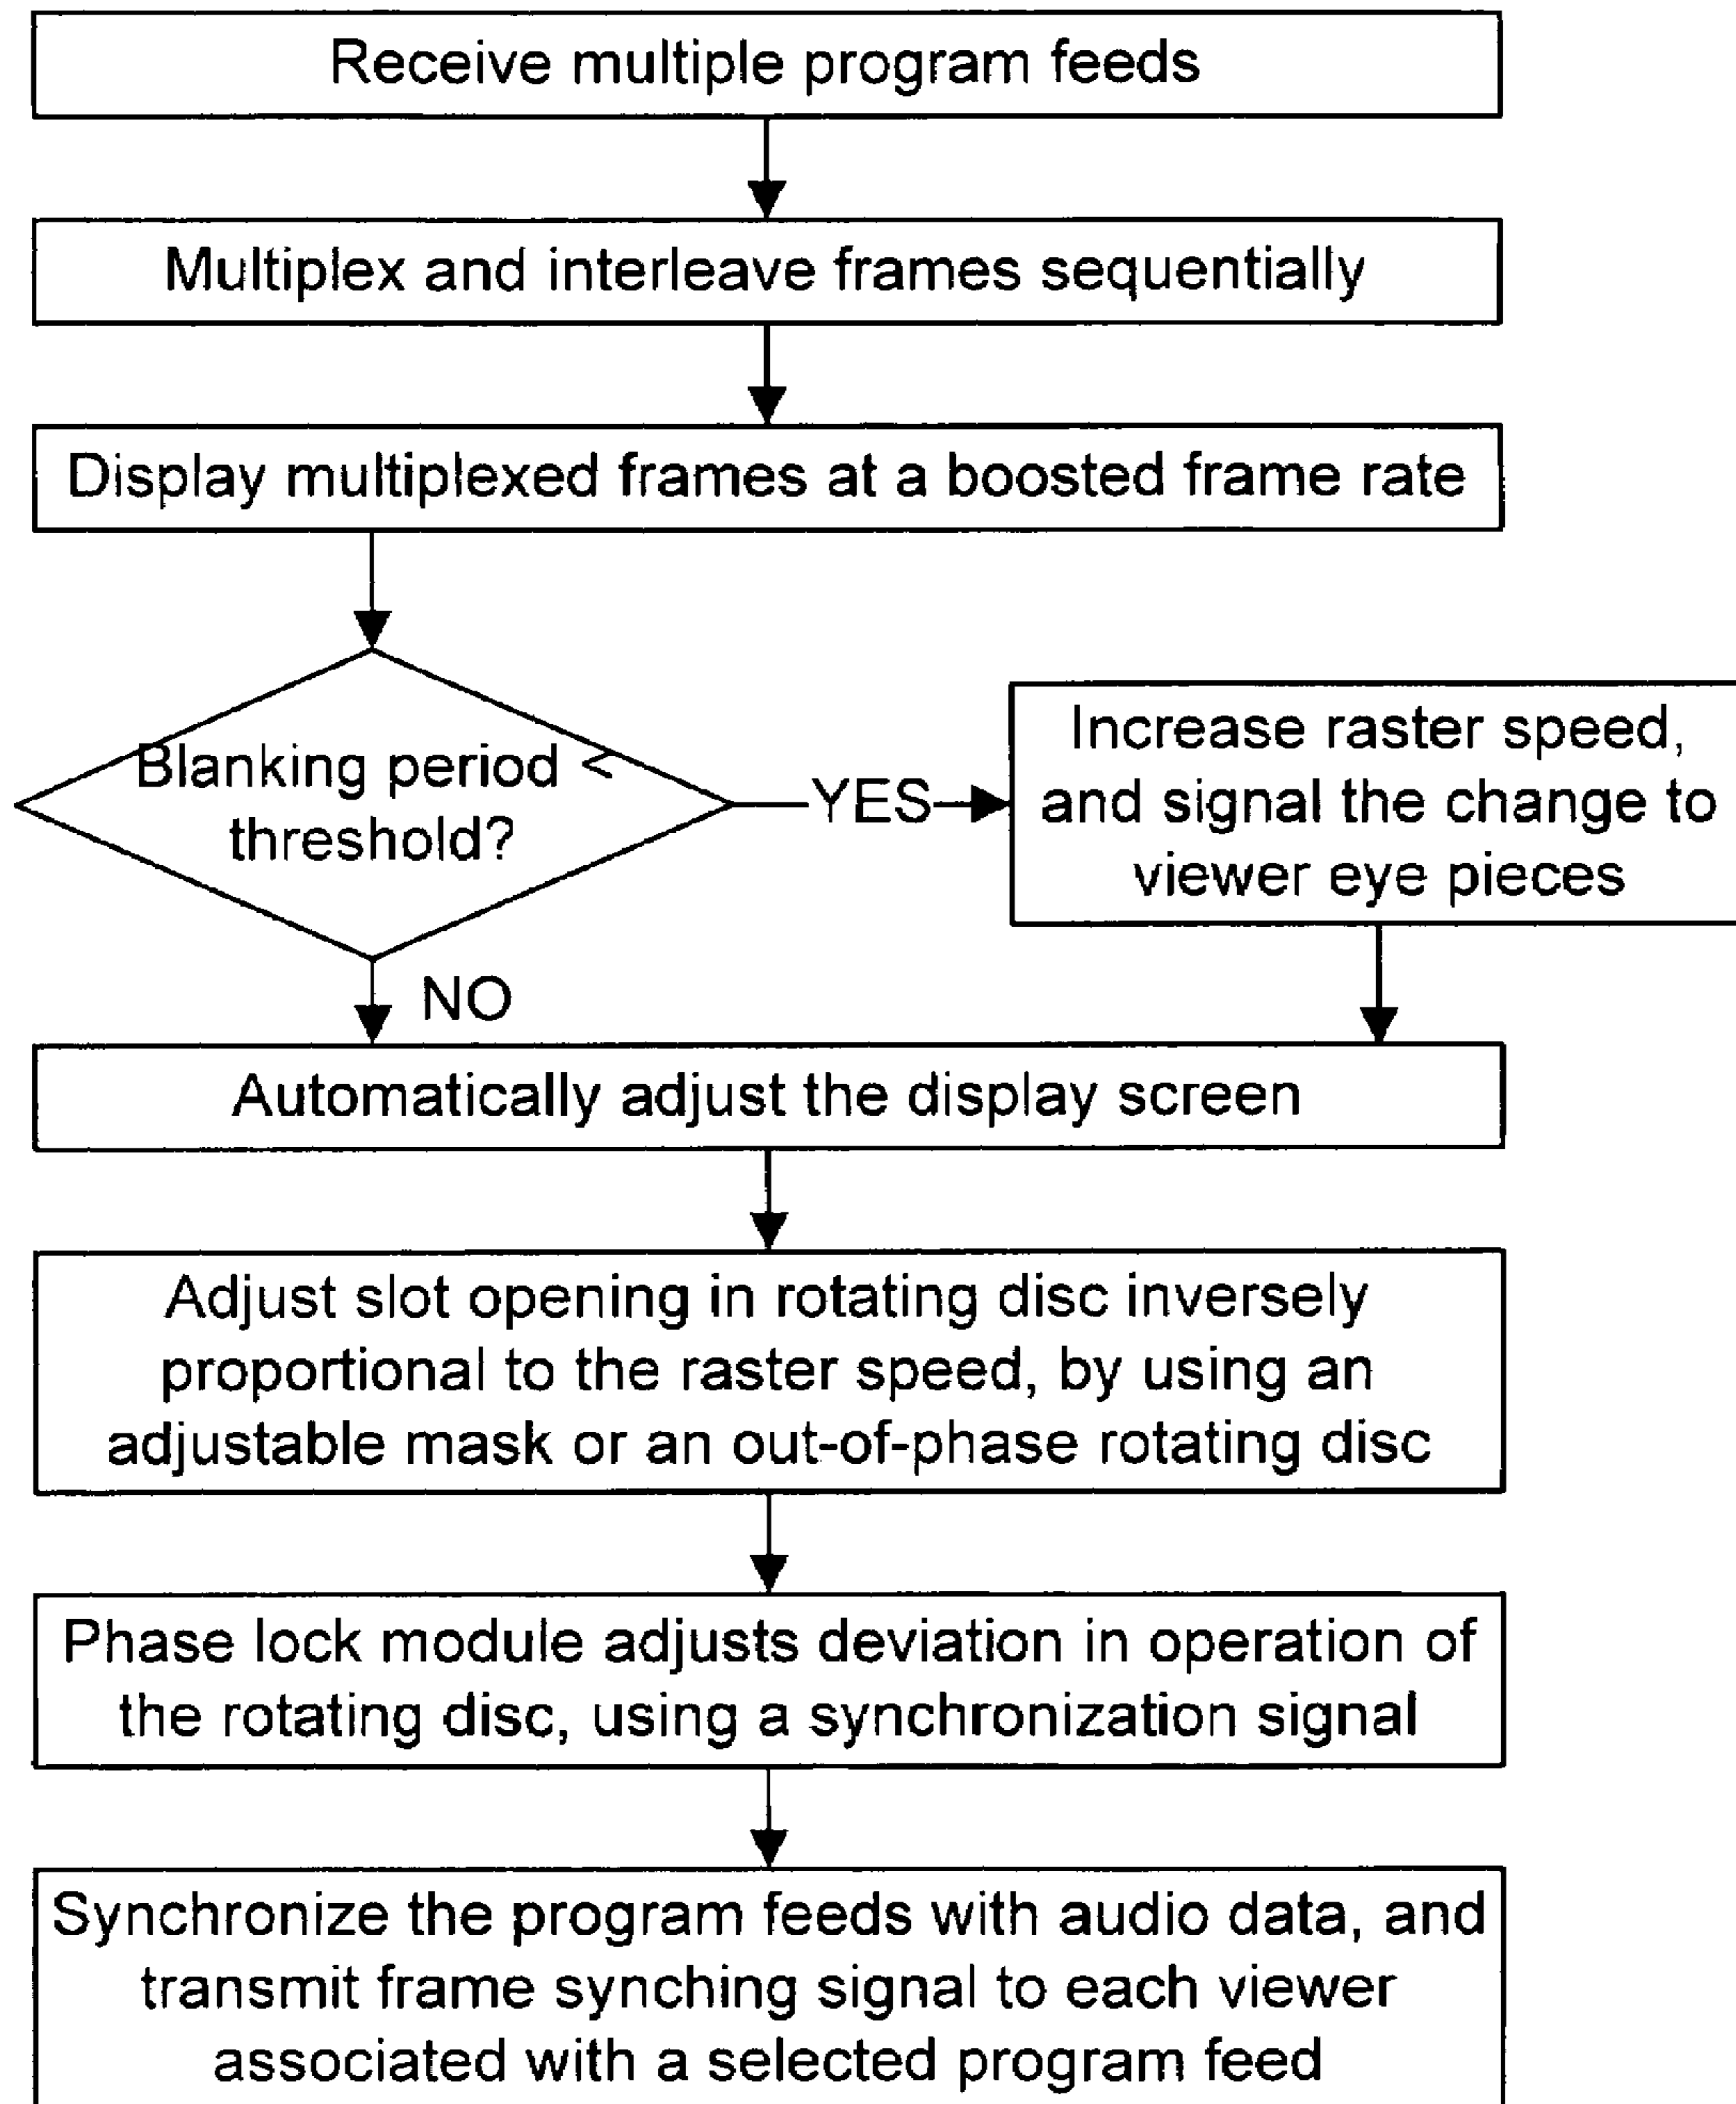 Receive multiple program feeds
Multiplex and interleave frames sequentially
Display multiplexed frames at a boosted frame rate
Blanking period <
threshold?
YES
Increase raster speed,
and signal the change to
viewer eye pieces
NO
Automatically adjust the display screen
Adjust slot opening in rotating disc inversely
proportional to the raster speed, by using an
adjustable mask or an out-of-phase rotating disc
Phase lock module adjusts deviation in operation of
the rotating disc, using a synchronization signal
Synchronize the program feeds with audio data, and
transmit frame synching signal to each viewer
associated with a selected program feed